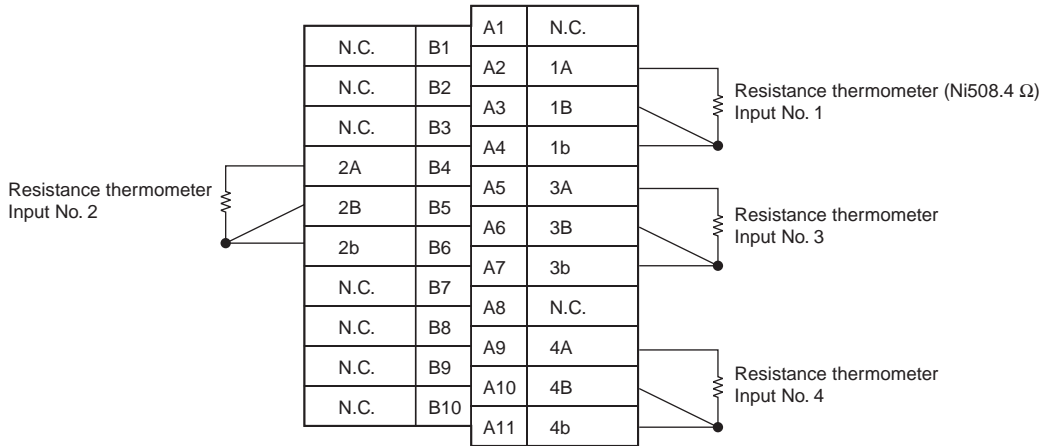 A1 N.C.
N.C. B1
A2 1A
N.C. B2
A3 1B
N.C. B3
A4 1b
2A B4
A5 3A
2B B5
A6 3B
2b B6
A7 3b
N.C. B7
A8 N.C.
N.C. B8
A9 4A
N.C. B9
A10 4B
N.C. B10
A11 4b
Resistance thermometer (Ni508.4 Ω)
Input No. 1
Resistance thermometer
Input No. 2
Resistance thermometer
Input No. 3
Resistance thermometer
Input No. 4